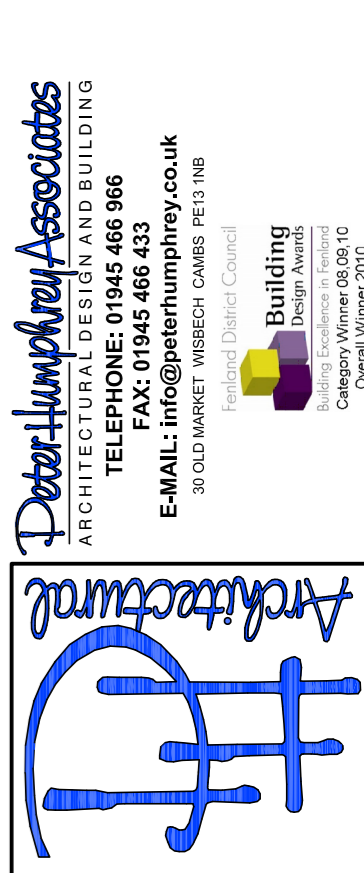 PeterHumphreyAssociates
ARCHITECTURAL DESIGN AND BUILDING
TELEPHONE: 01945 466 966
FAX: 01945 466 433
E-MAIL: info@peterhumphrey.co.uk
30 OLD MARKET WISBECH CAMBS PE13 1NB
Fenland District Council
Building
Design Awards
Building Excellence in Fenland
Category Winner 08,09,10
Overall Winner 2010
PH
Architectural